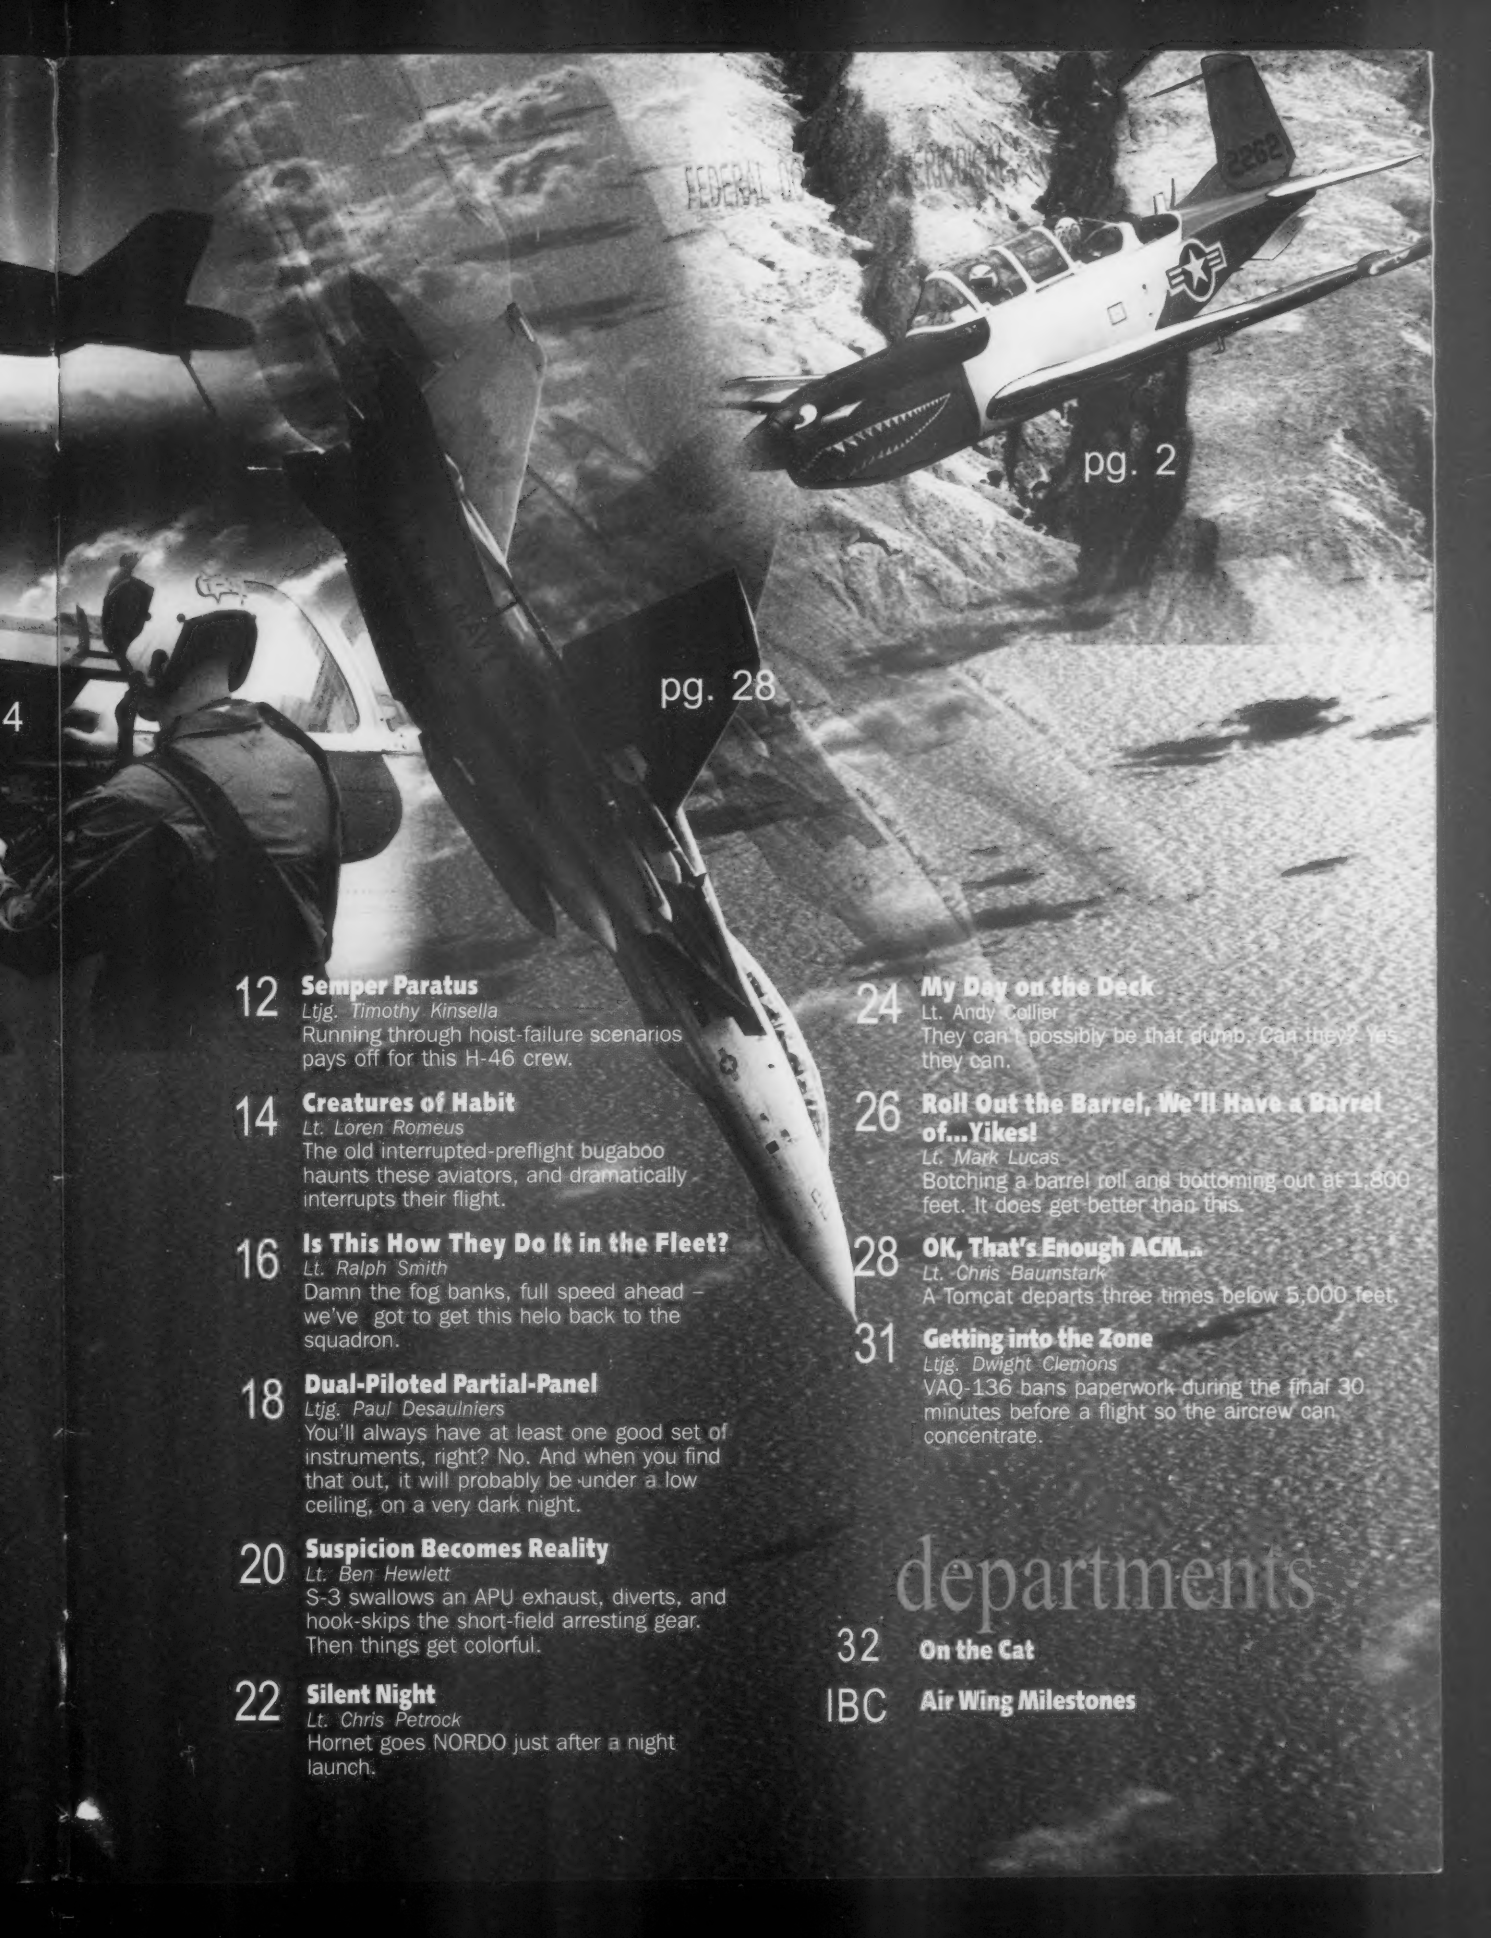 FEDERAL
2262
pg. 2
pg. 28
4
12 Semper Paratus
Ltjg. Timothy Kinsella
Running through hoist-failure scenarios
pays off for this H-46 crew.
14 Creatures of Habit
Lt. Loren Romeus
The old interrupted-preflight bugaboo
haunts these aviators, and dramatically
interrupts their flight.
16 Is This How They Do It in the Fleet?
Lt. Ralph Smith
Damn the fog banks, full speed ahead –
we've got to get this helo back to the
squadron.
18 Dual-Piloted Partial-Panel
Ltjg. Paul Desaulniers
You'll always have at least one good set of
instruments, right? No. And when you find
that out, it will probably be under a low
ceiling, on a very dark night.
20 Suspicion Becomes Reality
Lt. Ben Hewlett
S-3 swallows an APU exhaust, diverts, and
hook-skips the short-field arresting gear.
Then things get colorful.
22 Silent Night
Lt. Chris Petrock
Hornet goes NORDO just after a night
launch.
24 My Day on the Deck
Lt. Andy Collier
They can't possibly be that dumb. Can they? Yes,
they can.
26 Roll Out the Barrel, We'll Have a Barrel
of...Yikes!
Lt. Mark Lucas
Botching a barrel roll and bottoming out at 1,800
feet. It does get better than this.
28 OK, That's Enough ACM...
Lt. Chris Baumstark
A Tomcat departs three times below 5,000 feet.
31 Getting into the Zone
Ltjg. Dwight Clemons
VAQ-136 bans paperwork during the final 30
minutes before a flight so the aircrew can
concentrate.
departments
32 On the Cat
IBC Air Wing Milestones